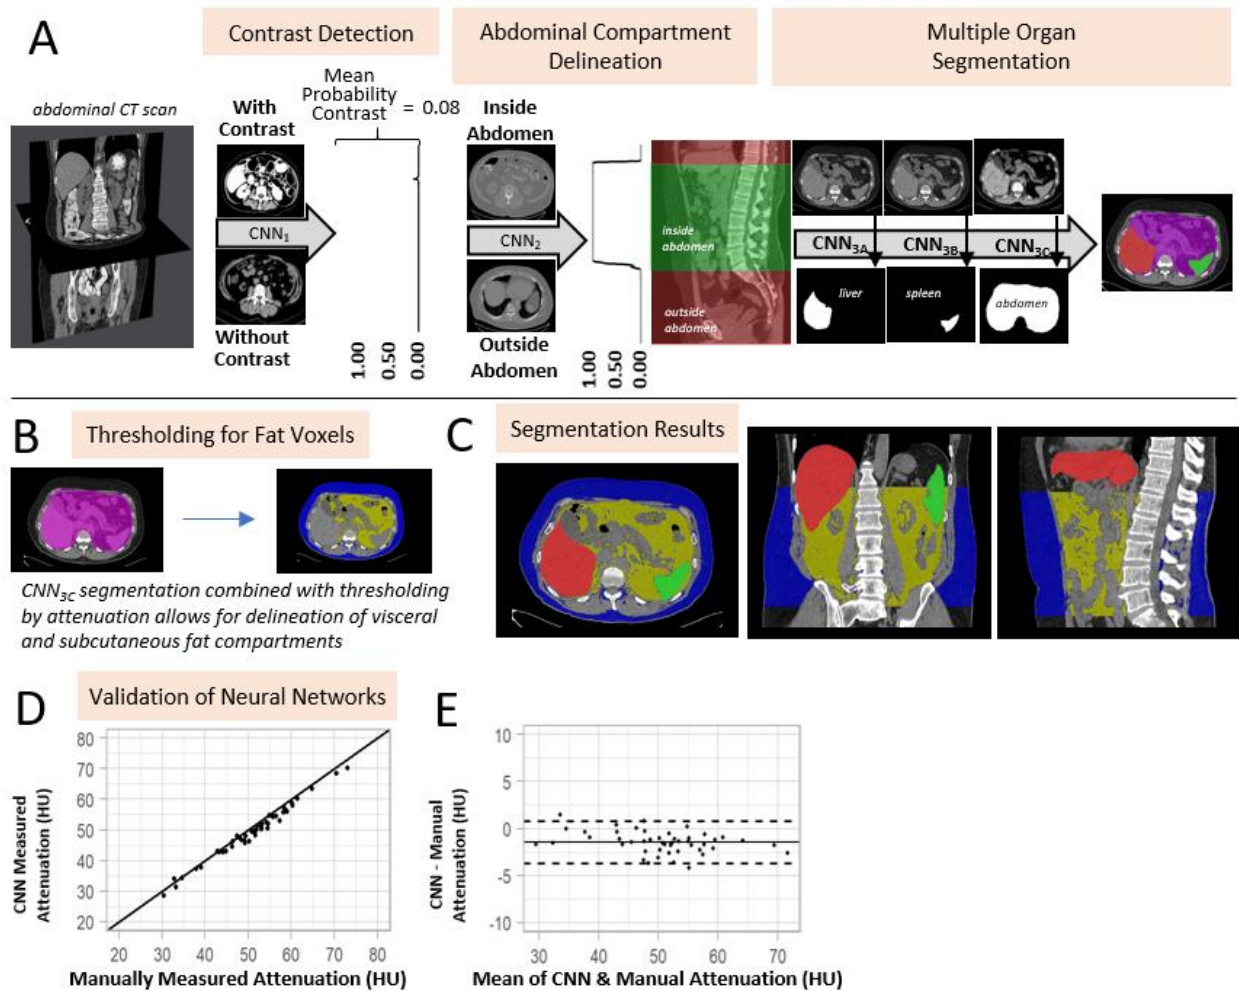 A
Contrast Detection
Abdominal Compartment
Delineation
Multiple Organ
Segmentation
abdominal CT scan
With
Contrast
Mean
Probability
Contrast
= 0.08
Inside
Abdomen
CNN1
CNN2
inside
abdomen
outside
abdomen
CNN3A
CNN3B
CNN3C
liver
spleen
abdomen
Without
Contrast
1.00
0.50
0.00
Outside
Abdomen
1.00
0.50
0.00
B
Thresholding for Fat Voxels
CNN3C segmentation combined with thresholding
by attenuation allows for delineation of visceral
and subcutaneous fat compartments
C
Segmentation Results
D
Validation of Neural Networks
CNN Measured
Attenuation (HU)
80
70
60
50
40
30
20
20 30 40 50 60 70 80
Manually Measured Attenuation (HU)
E
CNN - Manual
Attenuation (HU)
10
5
0
-5
-10
30 40 50 60 70
Mean of CNN & Manual Attenuation (HU)